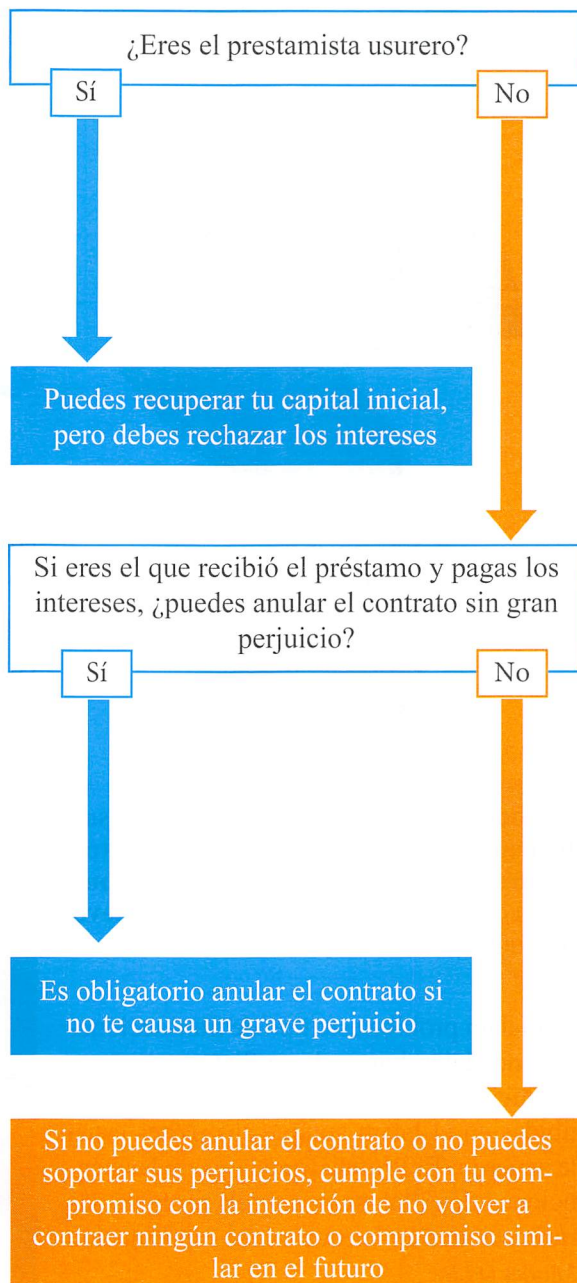 ¿Eres el prestamista usurero?
Sí
No
Puedes recuperar tu capital inicial,
pero debes rechazar los intereses
Si eres el que recibió el préstamo y pagas los
intereses, ¿puedes anular el contrato sin gran
perjuicio?
Sí
No
Es obligatorio anular el contrato si
no te causa un grave perjuicio
Si no puedes anular el contrato o no puedes
soportar sus perjuicios, cumple con tu com-
promiso con la intención de no volver a
contraer ningún contrato o compromiso simi-
lar en el futuro